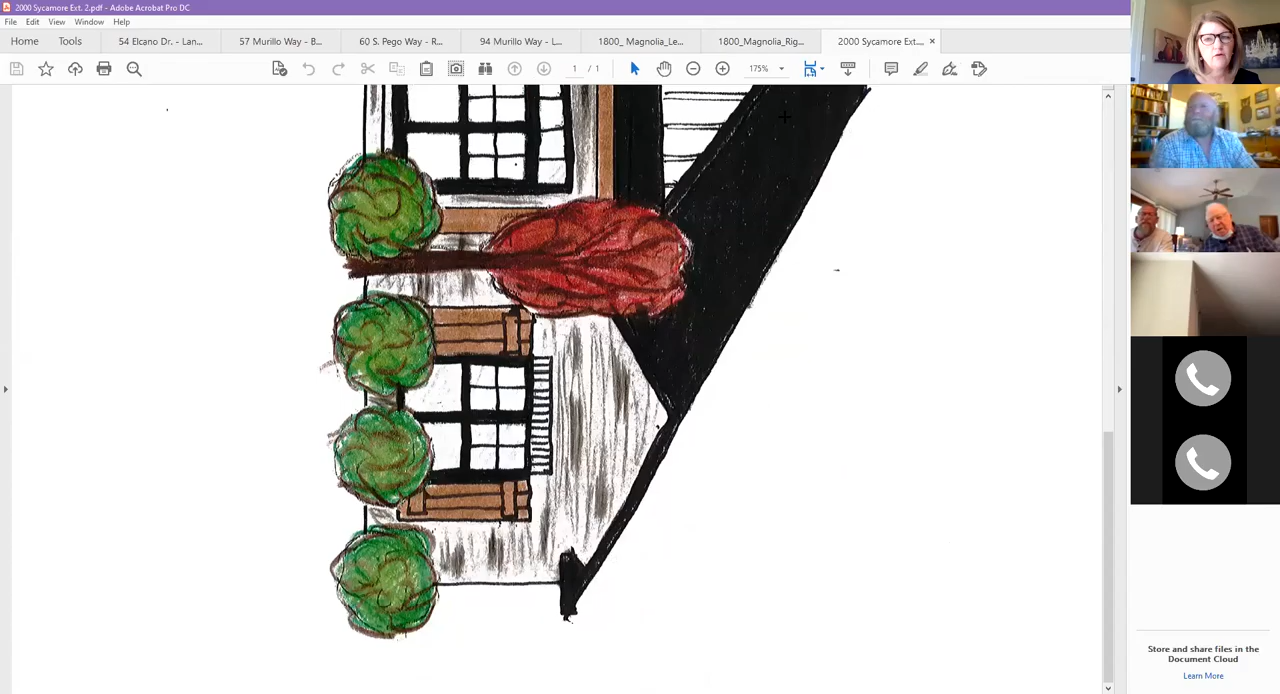 2000 Sycamore Ext. 2.pdf - Adobe Acrobat Pro DC
File Edit View Window Help
Home Tools 54 Elcano Dr. - Lan... 57 Murillo Way - B... 60 S. Pego Way - R... 94 Murillo Way - L... 1800_ Magnolia_Le... 1800_Magnolia_Rig... 2000 Sycamore Ext.... ×
1 / 1 175%
Store and share files in the
Document Cloud
Learn More